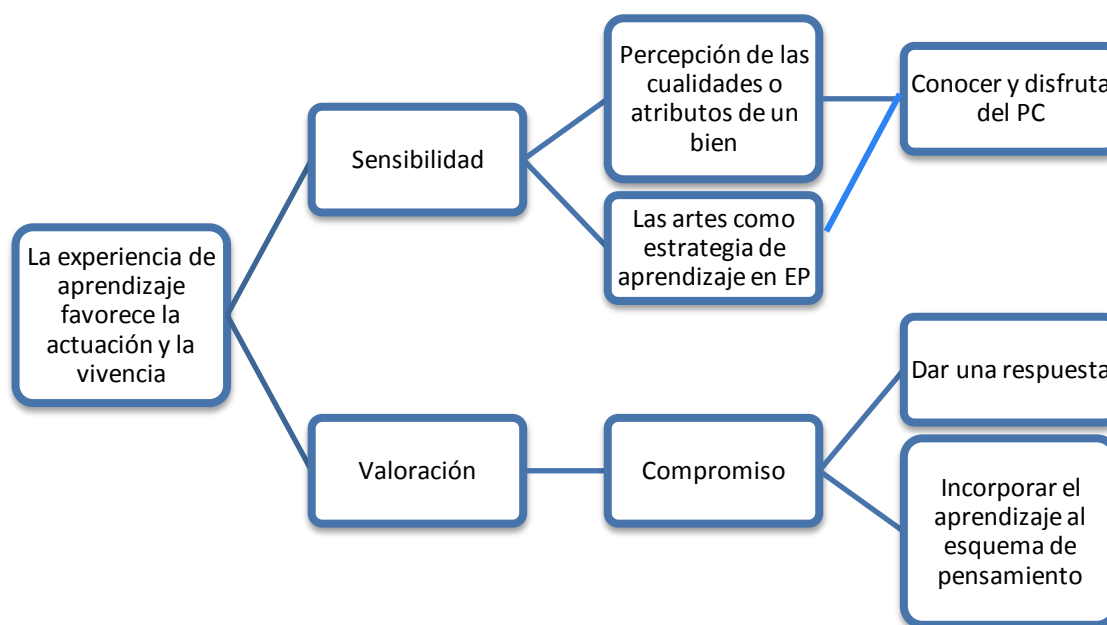 La experiencia de
aprendizaje
favorece la
actuación y la
vivencia
Sensibilidad
Percepción de las
cualidades o
atributos de un
bien
Las artes como
estrategia de
aprendizaje en EP
Conocer y disfruta
del PC
Valoración
Compromiso
Dar una respuesta
Incorporar el
aprendizaje al
esquema de
pensamiento